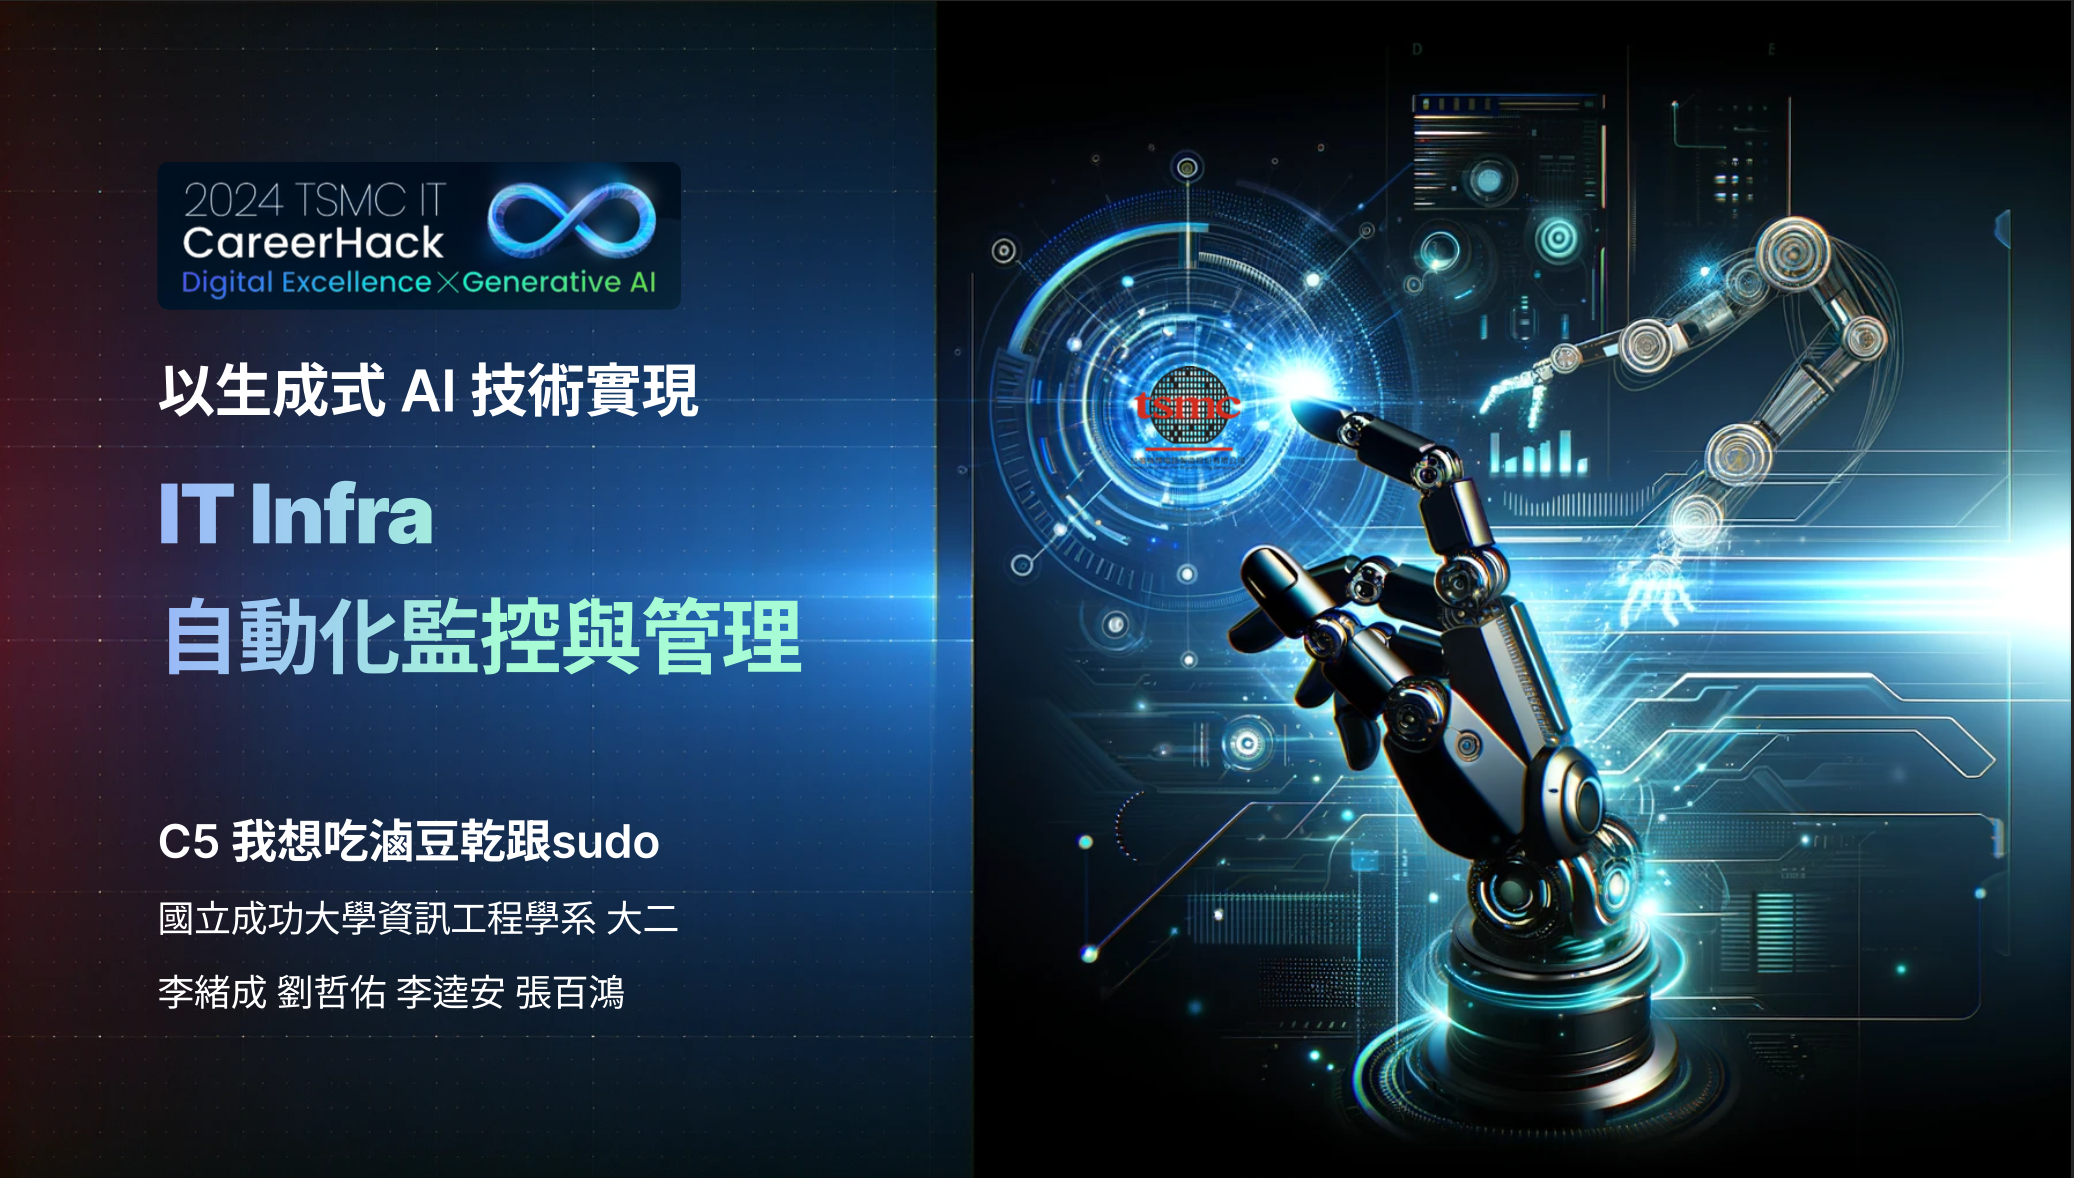 2024 TSMC IT
CareerHack
Digital Excellence×Generative AI
以生成式 AI 技術實現
IT Infra
自動化監控與管理
C5 我想吃滷豆乾跟sudo
國立成功大學資訊工程學系 大二
李緒成 劉哲佑 李逵安 張百鴻
tsmc
D
E